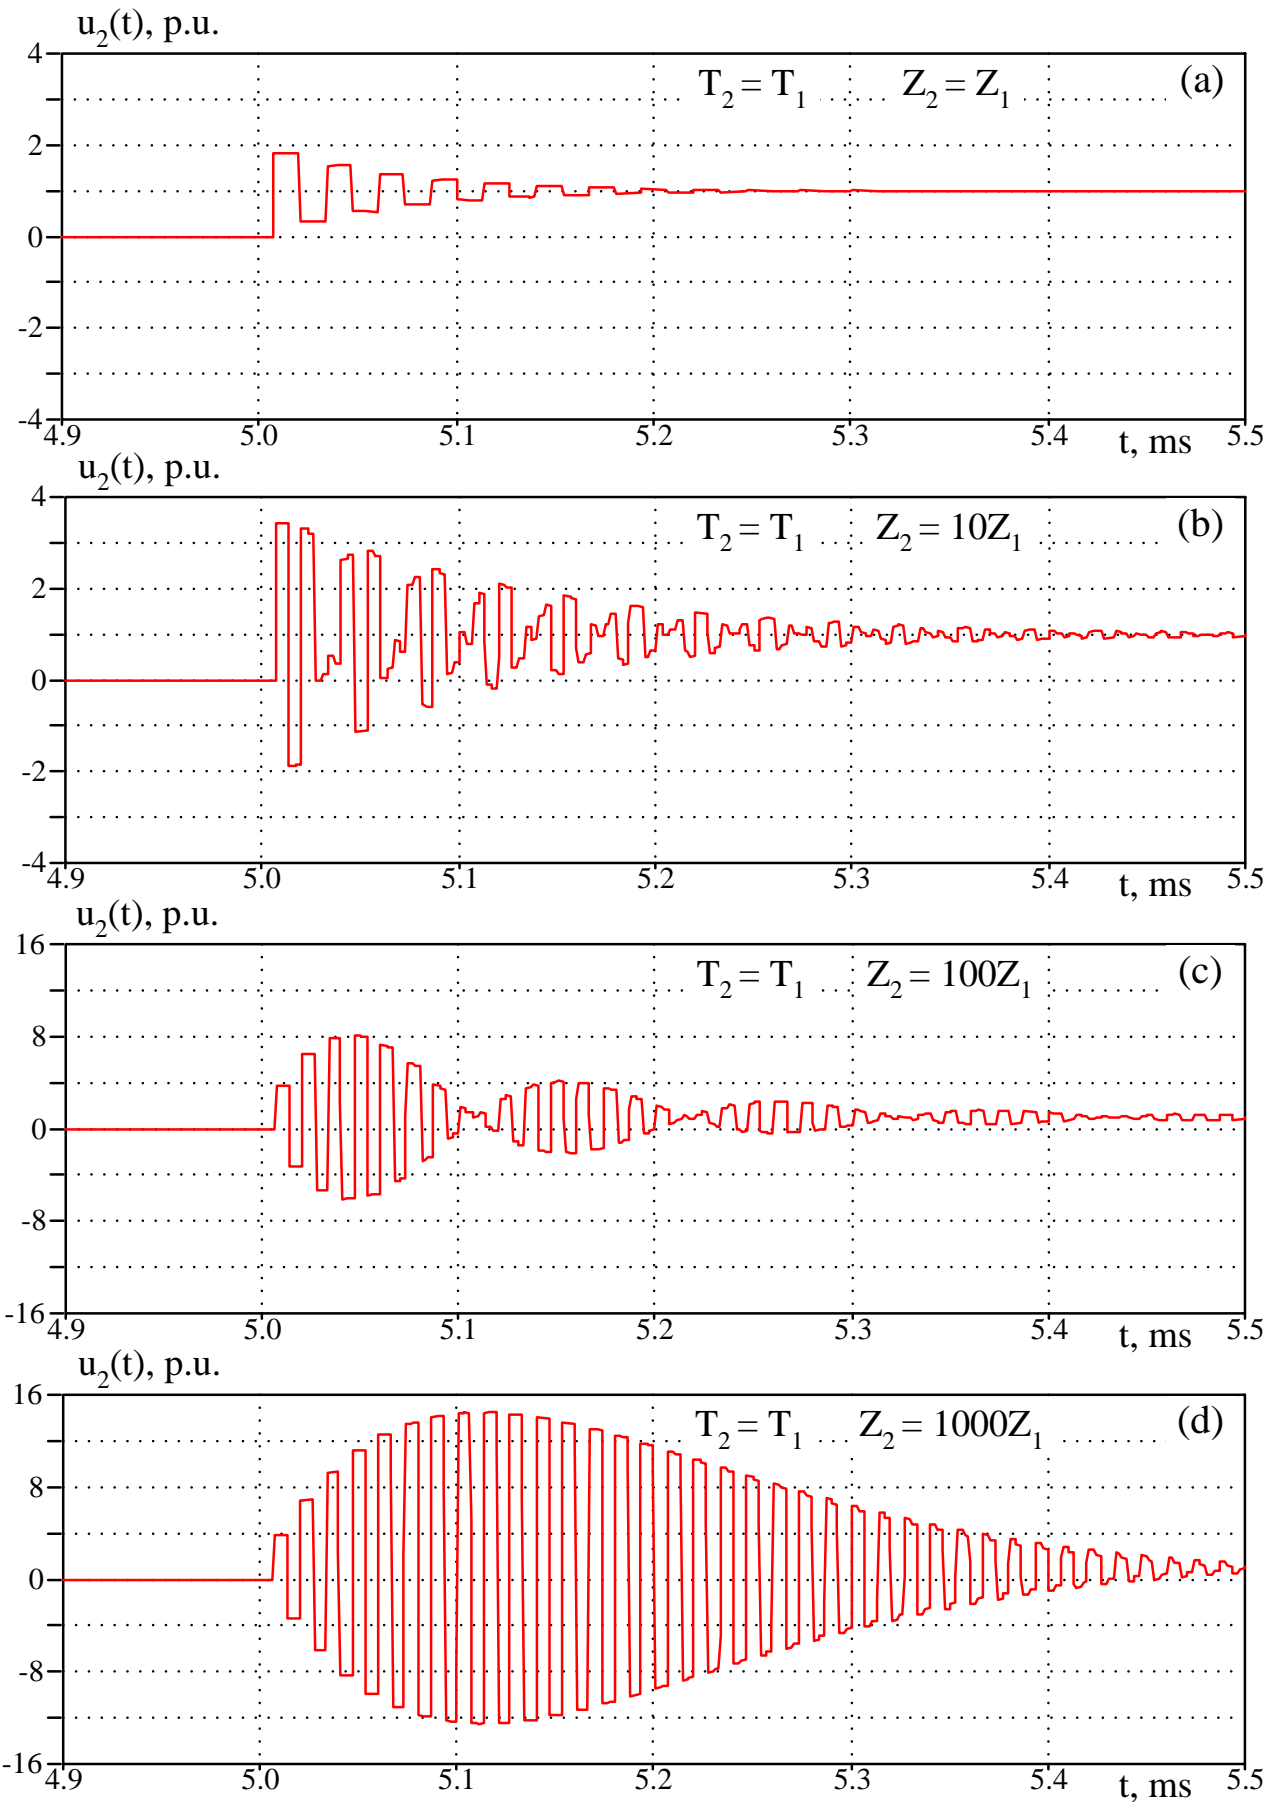 u₂(t), p.u.
4
T₂ = T₁ Z₂ = Z₁ (a)
2
0
-2
-4
4.9 5.0 5.1 5.2 5.3 5.4 t, ms 5.5
u₂(t), p.u.
4
T₂ = T₁ Z₂ = 10Z₁ (b)
2
0
-2
-4
4.9 5.0 5.1 5.2 5.3 5.4 t, ms 5.5
u₂(t), p.u.
16
T₂ = T₁ Z₂ = 100Z₁ (c)
8
0
-8
-16
4.9 5.0 5.1 5.2 5.3 5.4 t, ms 5.5
u₂(t), p.u.
16
T₂ = T₁ Z₂ = 1000Z₁ (d)
8
0
-8
-16
4.9 5.0 5.1 5.2 5.3 5.4 t, ms 5.5